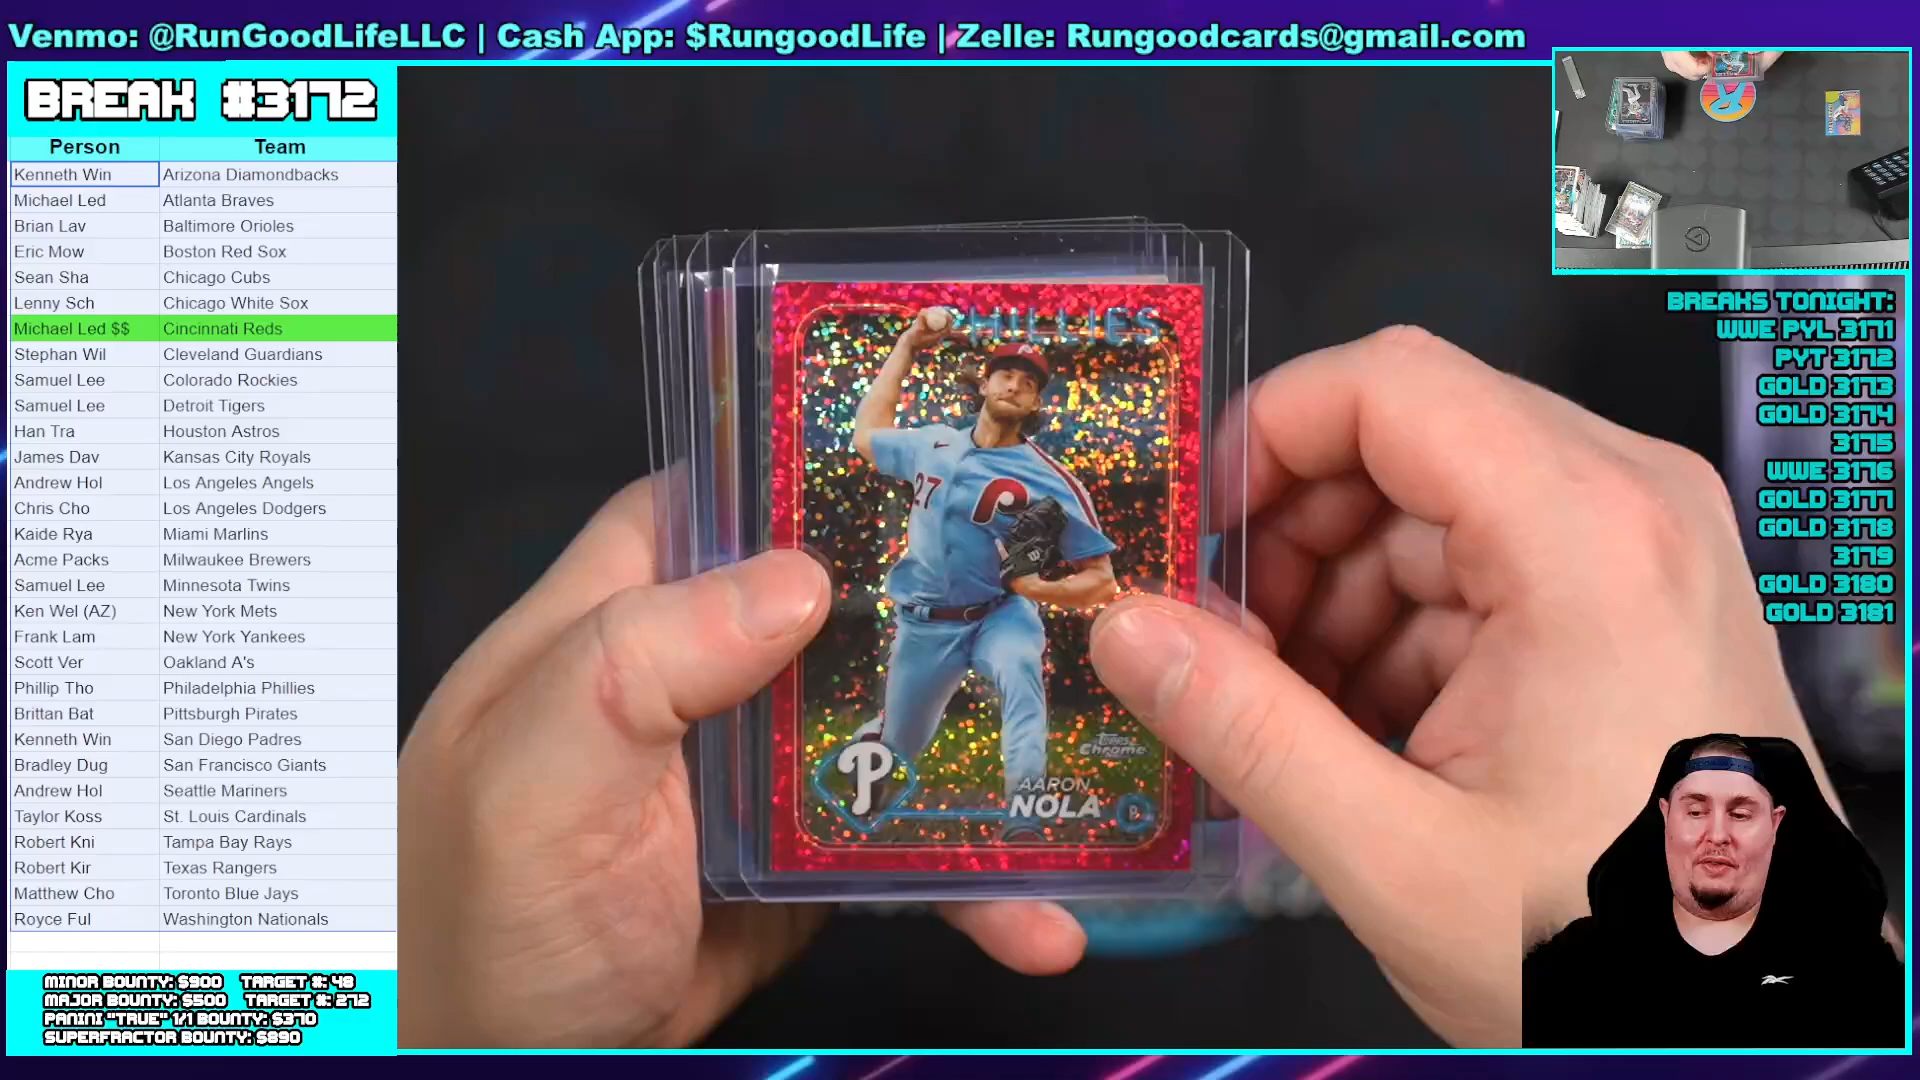 Venmo: @RunGoodLifeLLC | Cash App: $RungoodLife | Zelle: Rungoodcards@gmail.com
BREAK #3172
Person Team
Kenneth Win Arizona Diamondbacks
Michael Led Atlanta Braves
Brian Lav Baltimore Orioles
Eric Mow Boston Red Sox
Sean Sha Chicago Cubs
Lenny Sch Chicago White Sox
Michael Led $$ Cincinnati Reds
Stephan Wil Cleveland Guardians
Samuel Lee Colorado Rockies
Samuel Lee Detroit Tigers
Han Tra Houston Astros
James Dav Kansas City Royals
Andrew Hol Los Angeles Angels
Chris Cho Los Angeles Dodgers
Kaide Rya Miami Marlins
Acme Packs Milwaukee Brewers
Samuel Lee Minnesota Twins
Ken Wel (AZ) New York Mets
Frank Lam New York Yankees
Scott Ver Oakland A's
Phillip Tho Philadelphia Phillies
Brittan Bat Pittsburgh Pirates
Kenneth Win San Diego Padres
Bradley Dug San Francisco Giants
Andrew Hol Seattle Mariners
Taylor Koss St. Louis Cardinals
Robert Kni Tampa Bay Rays
Robert Kir Texas Rangers
Matthew Cho Toronto Blue Jays
Royce Ful Washington Nationals
MINOR BOUNTY: $900 TARGET #: 48
MAJOR BOUNTY: $500 TARGET #: 272
PANINI "TRUE" 1/1 BOUNTY: $370
SUPERFRACTOR BOUNTY: $890
PHILLIES
27
P
P
Topps
Chrome
AARON
NOLA
P
BREAKS TONIGHT:
WWE PYL 3171
PYT 3172
GOLD 3173
GOLD 3174
3175
WWE 3176
GOLD 3177
GOLD 3178
3179
GOLD 3180
GOLD 3181